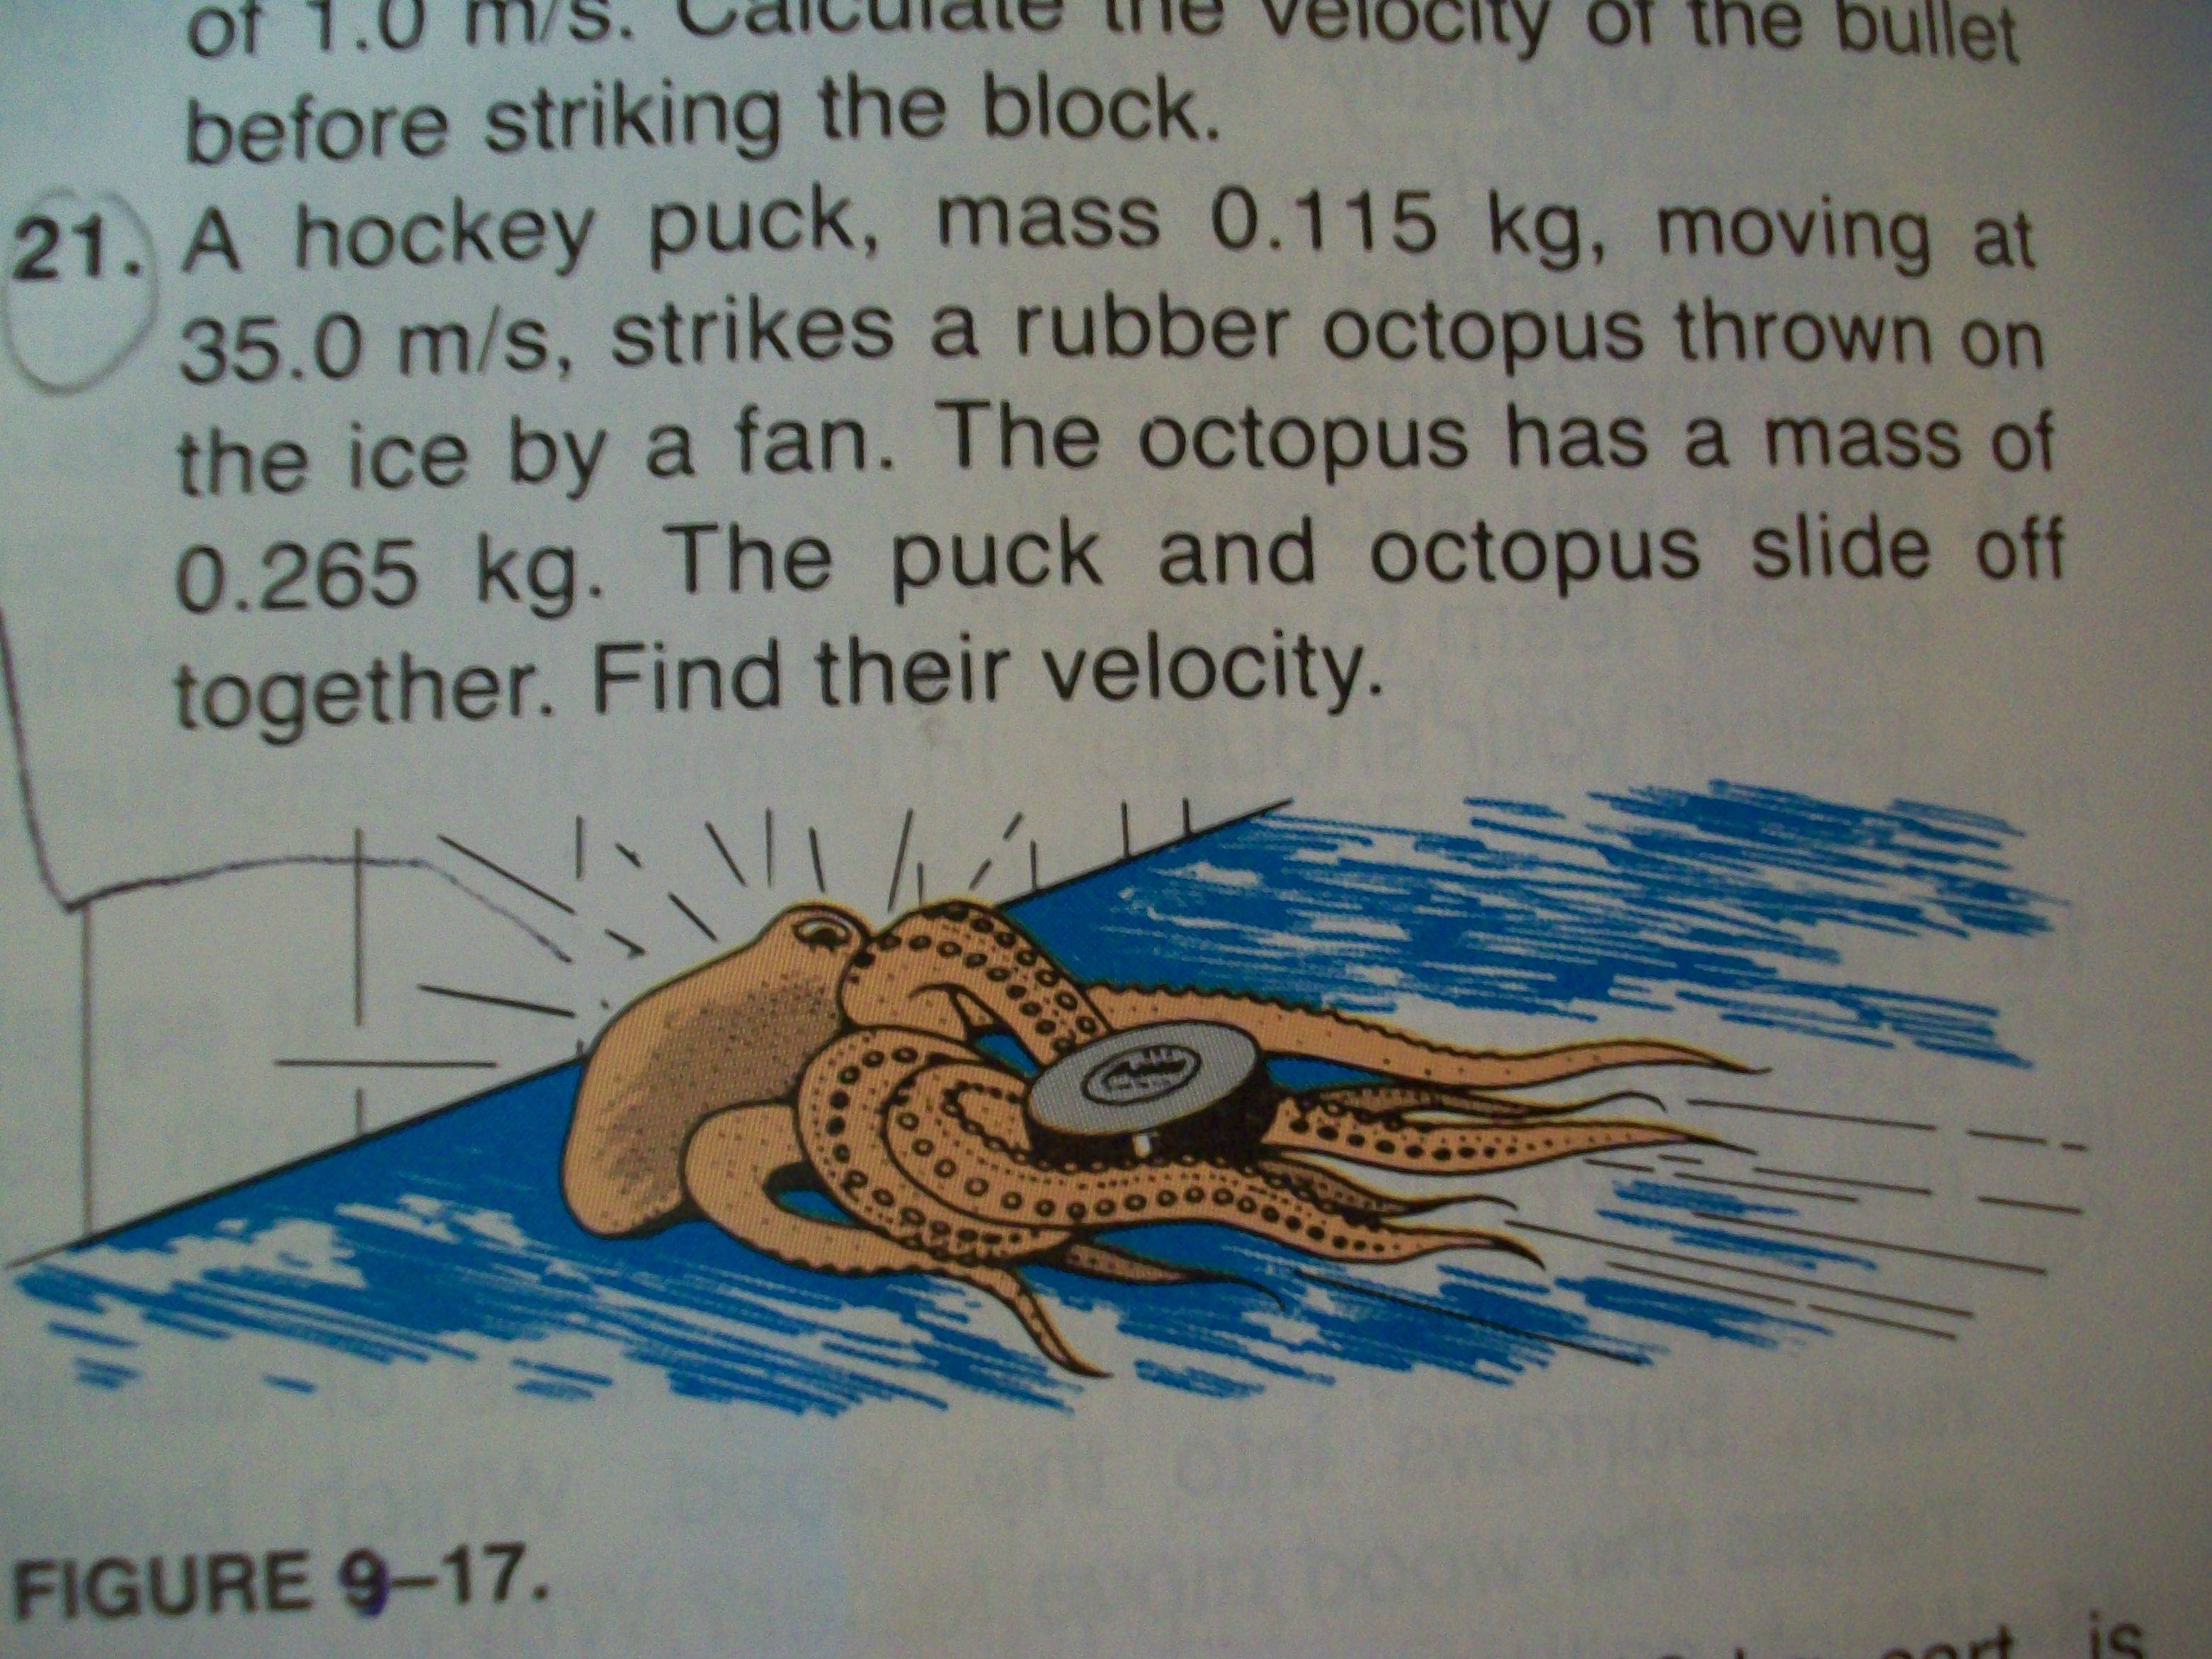 of 1.0 m/s. Calculate the velocity of the bullet
before striking the block.
21. A hockey puck, mass 0.115 kg, moving at
35.0 m/s, strikes a rubber octopus thrown on
the ice by a fan. The octopus has a mass of
0.265 kg. The puck and octopus slide off
together. Find their velocity.
FIGURE 9–17.
is